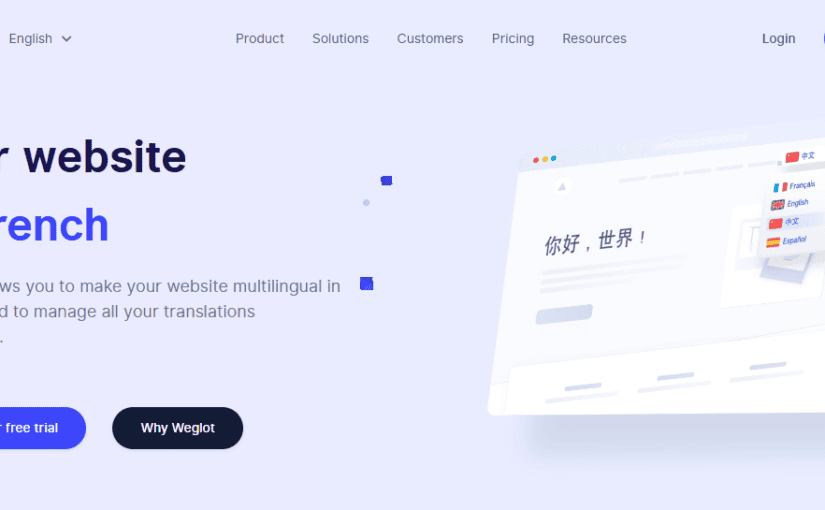 English
Product Solutions Customers Pricing Resources
Login
r website
rench
ws you to make your website multilingual in
d to manage all your translations
.
r free trial
Why Weglot
中文
Français
English
中文
Español
你好，世界！